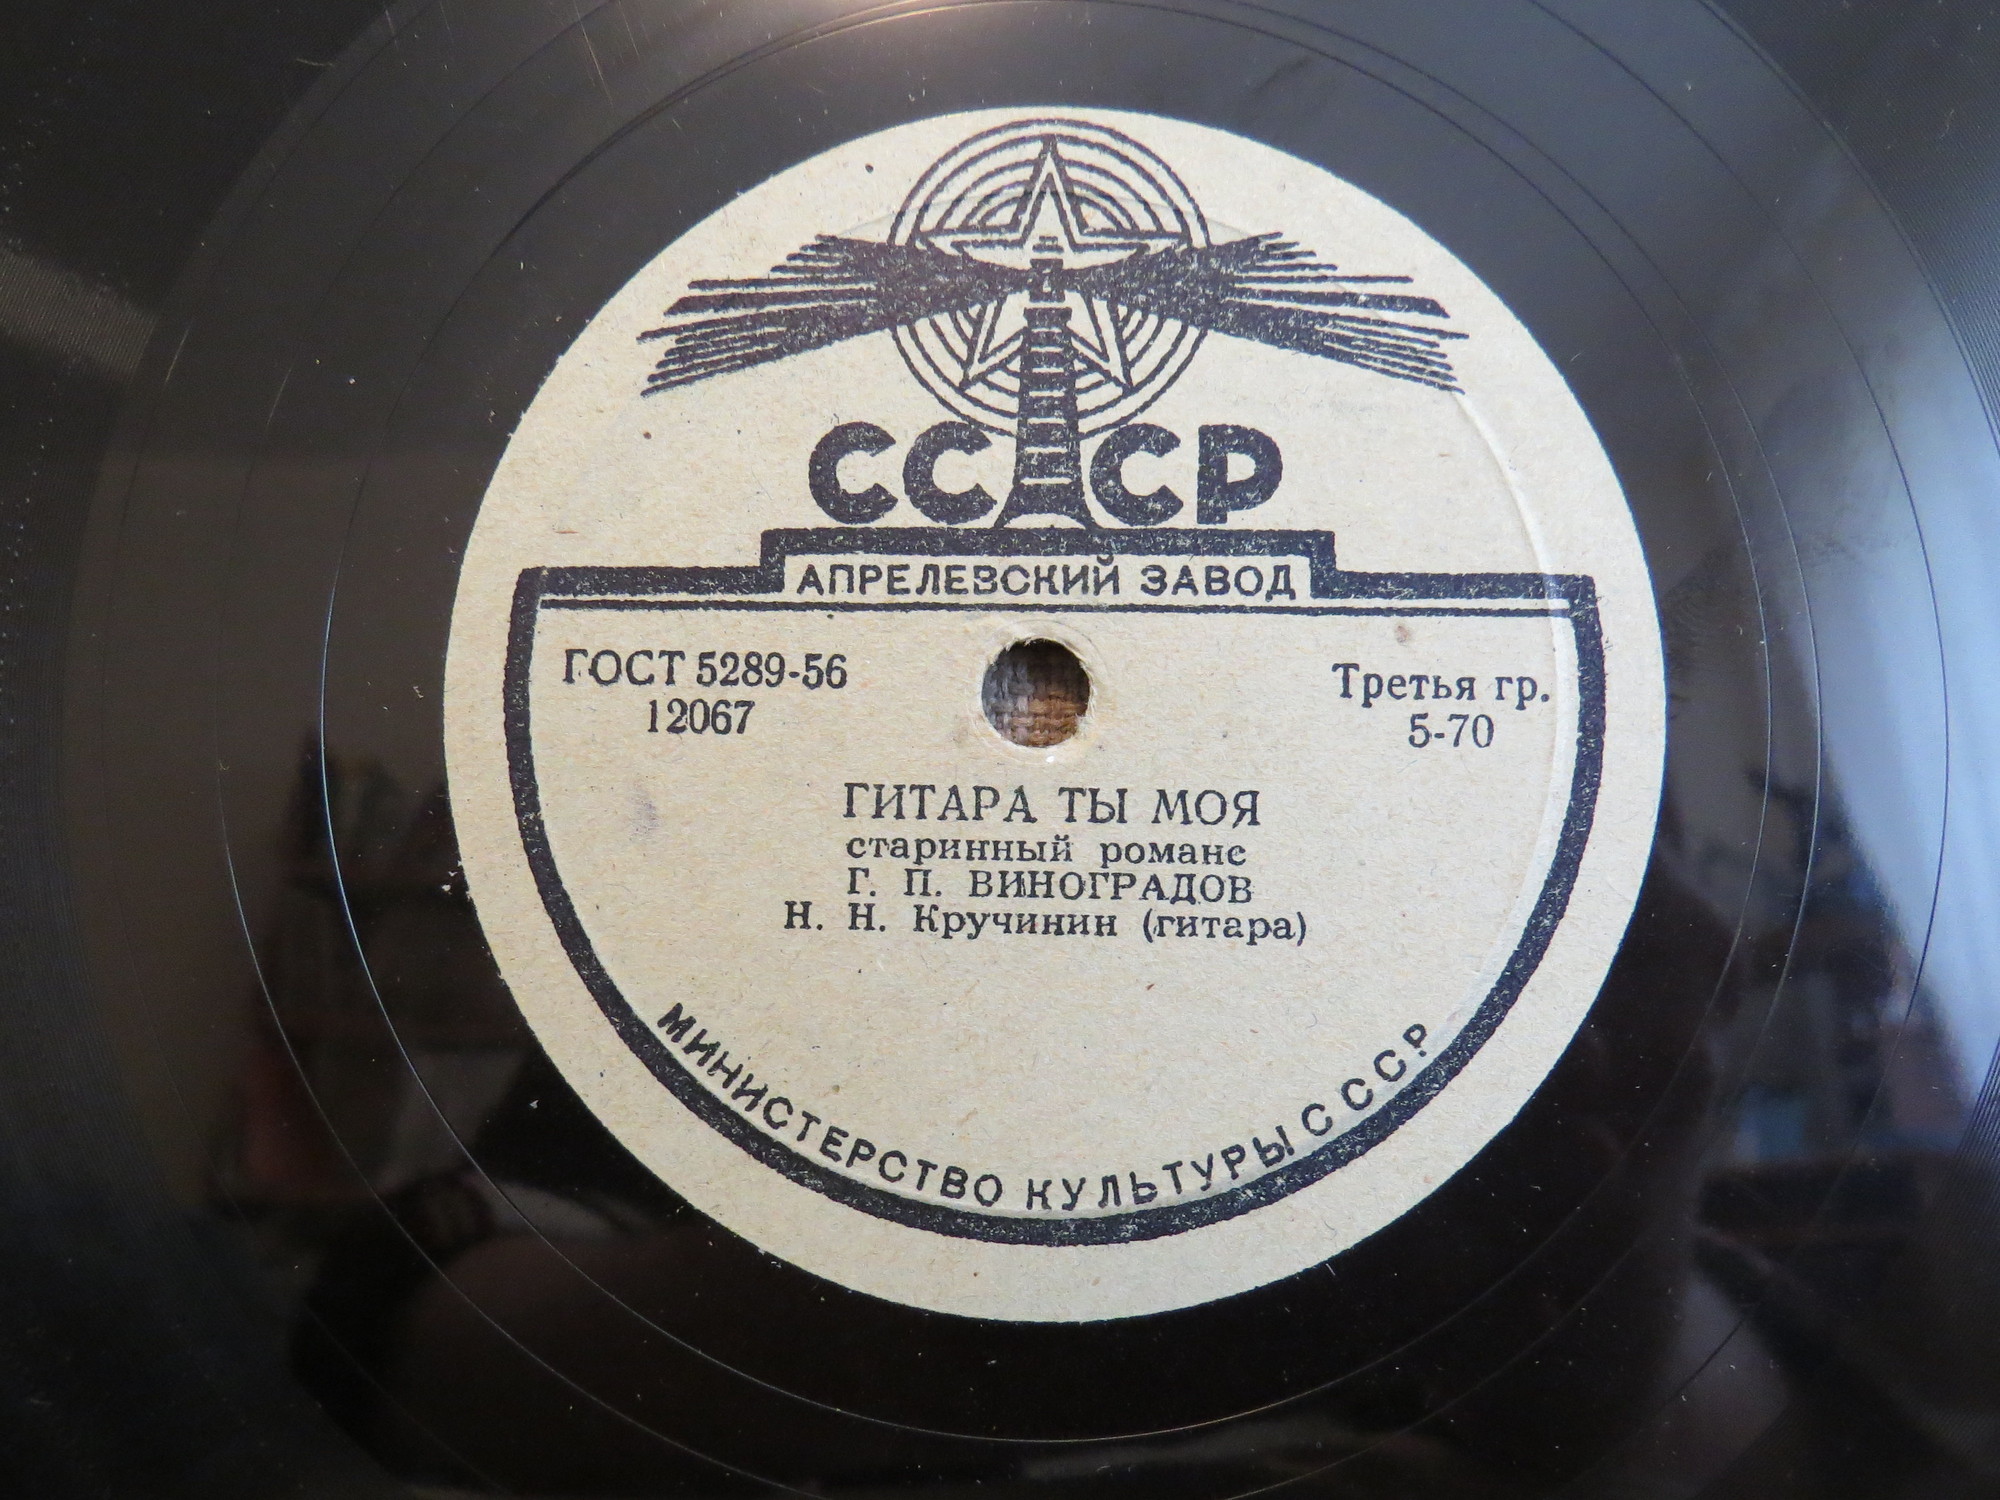 СССР
АПРЕЛЕВСКИЙ ЗАВОД
ГОСТ 5289-56
12067
Третья гр.
5-70
ГИТАРА ТЫ МОЯ
старинный романс
Г. П. ВИНОГРАДОВ
Н. Н. Кручинин (гитара)
МИНИСТЕРСТВО КУЛЬТУРЫ СССР